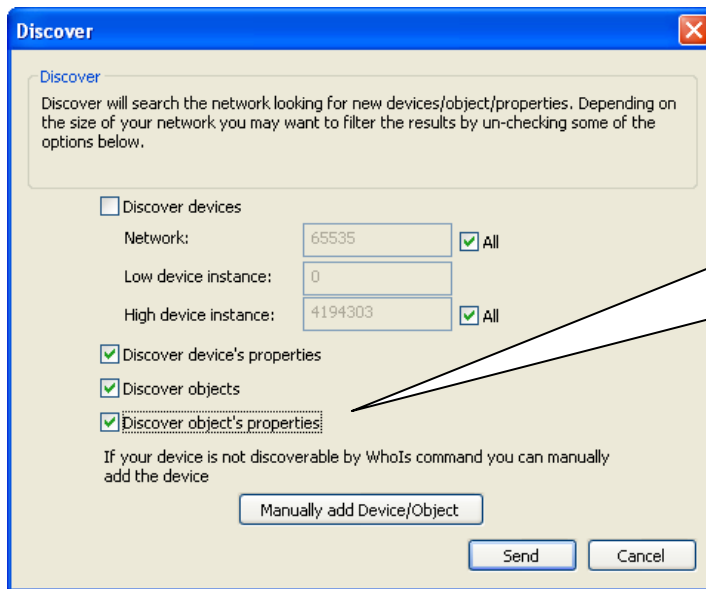 Discover
Discover
Discover will search the network looking for new devices/object/properties. Depending on
the size of your network you may want to filter the results by un-checking some of the
options below.
Discover devices
Network: 65535 All
Low device instance: 0
High device instance: 4194303 All
Discover device's properties
Discover objects
Discover object's properties
If your device is not discoverable by WhoIs command you can manually
add the device
Manually add Device/Object
Send Cancel